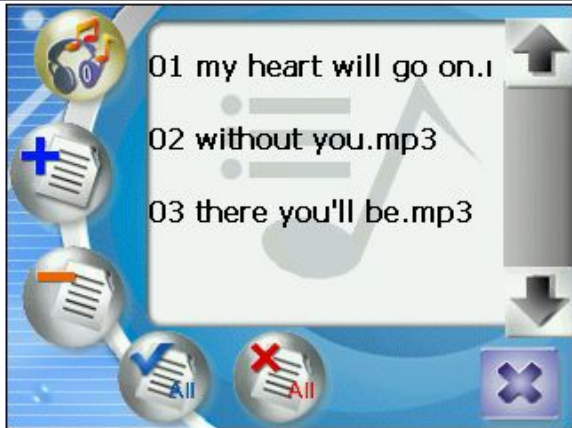 01 my heart will go on.
02 without you.mp3
03 there you'll be.mp3
All
All